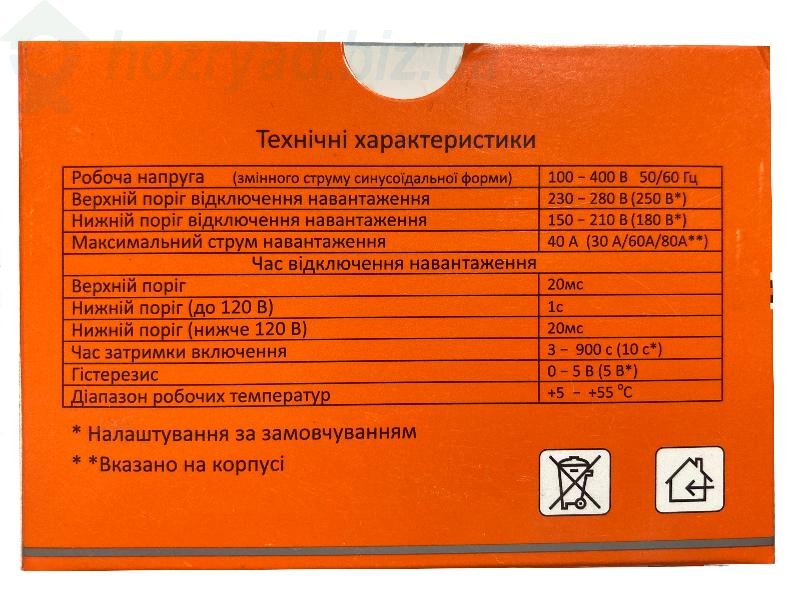 hozryad.biz.ua
Технічні характеристики
Робоча напруга (змінного струму синусоїдальної форми) 100 – 400 В 50/60 Гц
Верхній поріг відключення навантаження 230 – 280 В (250 В*)
Нижній поріг відключення навантаження 150 – 210 В (180 В*)
Максимальний струм навантаження 40 А (30 А/60А/80А**)
Час відключення навантаження
Верхній поріг 20мс
Нижній поріг (до 120 В) 1с
Нижній поріг (нижче 120 В) 20мс
Час затримки включення 3 – 900 с (10 с*)
Гістерезис 0 – 5 В (5 В*)
Діапазон робочих температур +5 – +55 °С
* Налаштування за замовчуванням
* *Вказано на корпусі